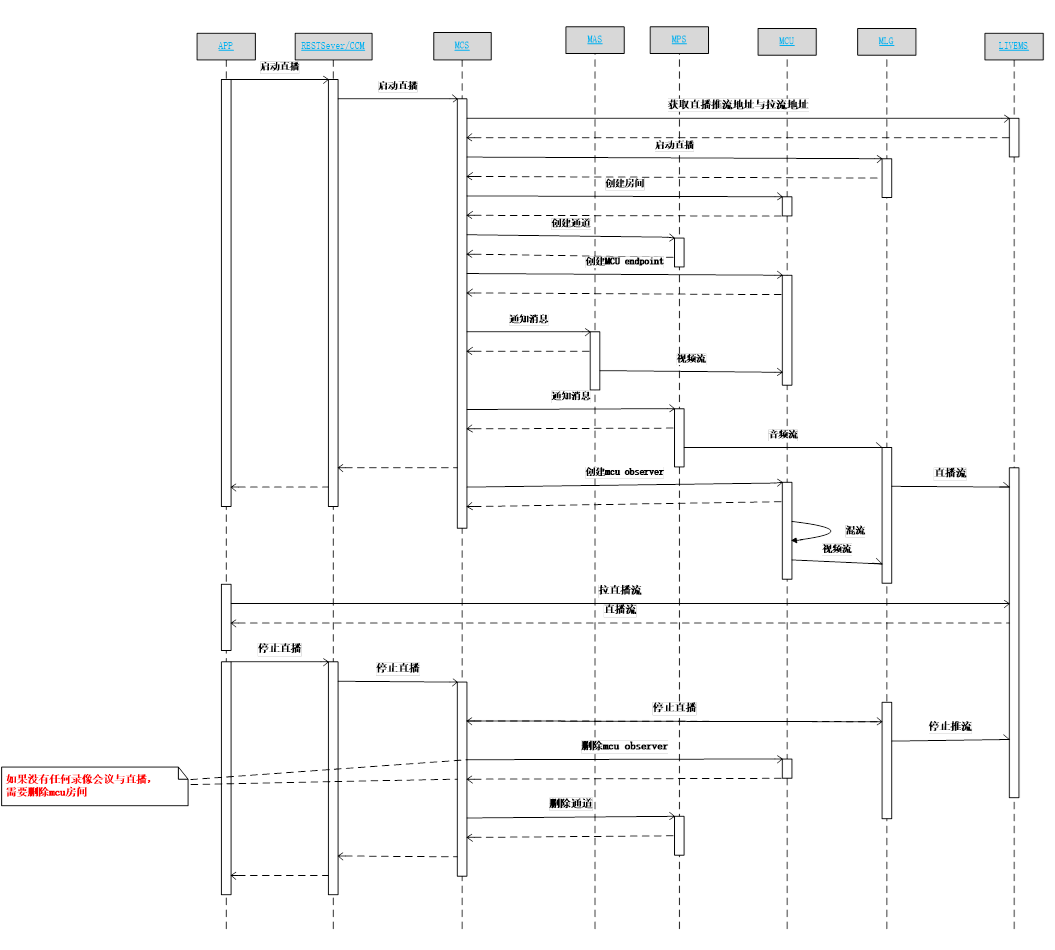 APP
RESTSever/CCM
MCS
MAS
MPS
MCU
MLG
LIVEMS
启动直播
启动直播
获取直播推流地址与拉流地址
启动直播
创建房间
创建通道
创建MCU endpoint
通知消息
视频流
通知消息
音频流
创建mcu observer
直播流
混流
视频流
拉直播流
直播流
停止直播
停止直播
停止直播
停止推流
删除mcu observer
如果没有任何录像会议与直播，
需要删除mcu房间
删除通道